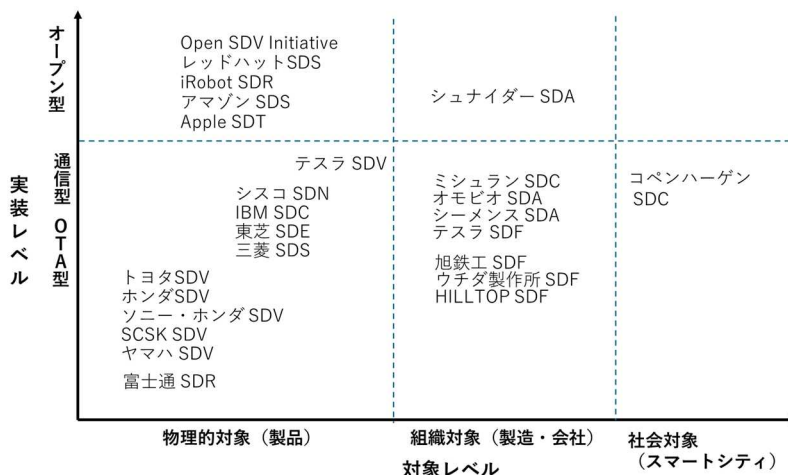 オープン型
Open SDV Initiative
レッドハットSDS
iRobot SDR
アマゾン SDS
Apple SDT
シュナイダー SDA
実装レベル
通信型 OTA型
テスラ SDV
シスコ SDN
IBM SDC
東芝 SDE
三菱 SDS
トヨタSDV
ホンダSDV
ソニー・ホンダ SDV
SCSK SDV
ヤマハ SDV
富士通 SDR
ミシュラン SDC
オモビオ SDA
シーメンス SDA
テスラ SDF
旭鉄工 SDF
ウチダ製作所 SDF
HILLTOP SDF
コペンハーゲン
SDC
物理的対象（製品）
組織対象（製造・会社）
社会対象
（スマートシティ）
対象レベル